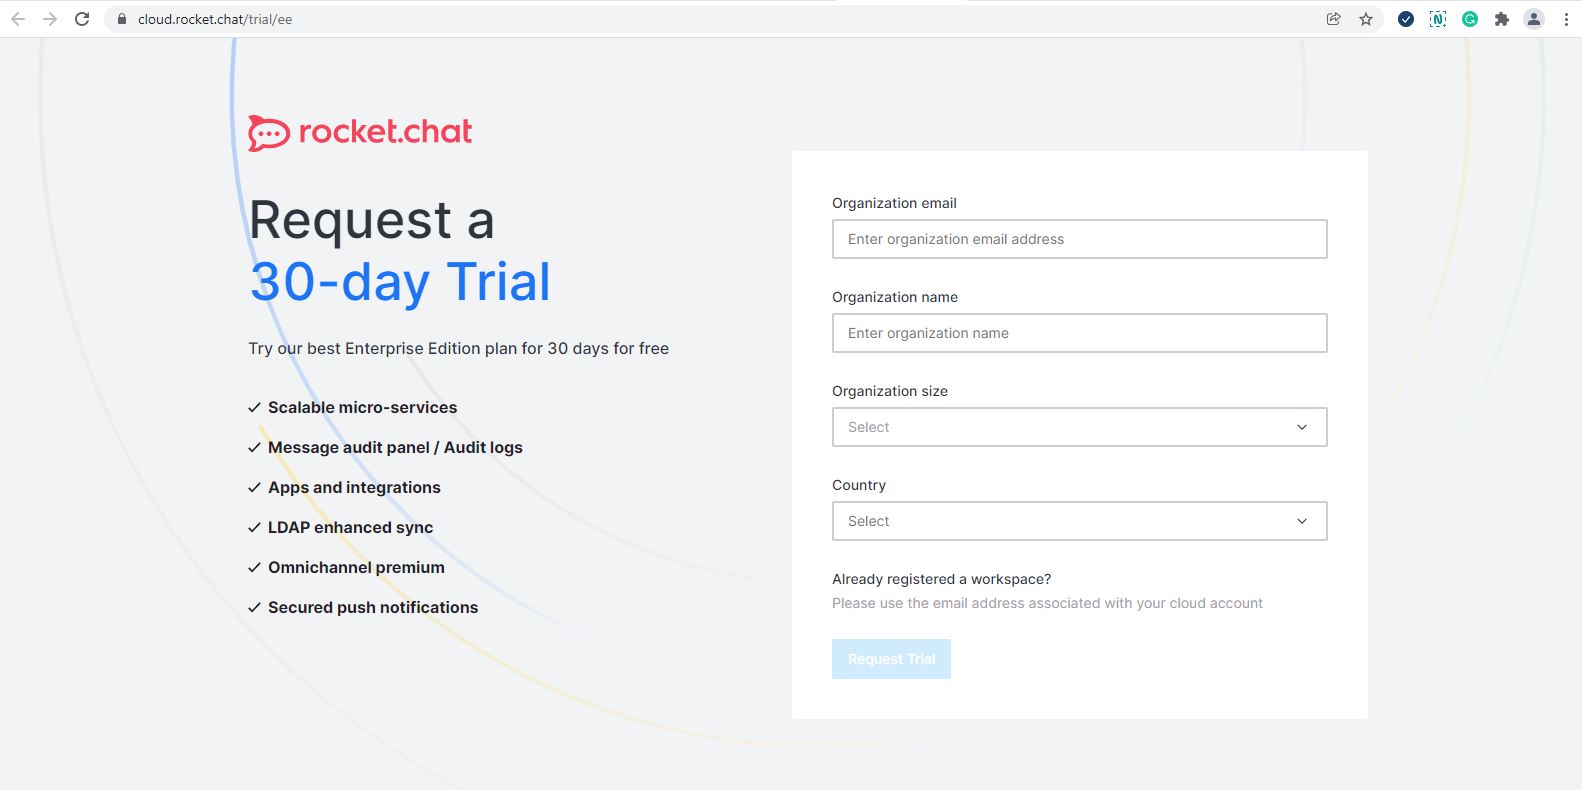 cloud.rocket.chat/trial/ee
rocket.chat
Request a
30-day Trial
Try our best Enterprise Edition plan for 30 days for free
Scalable micro-services
Message audit panel / Audit logs
Apps and integrations
LDAP enhanced sync
Omnichannel premium
Secured push notifications
Organization email
Enter organization email address
Organization name
Enter organization name
Organization size
Select
Country
Select
Already registered a workspace?
Please use the email address associated with your cloud account
Request Trial